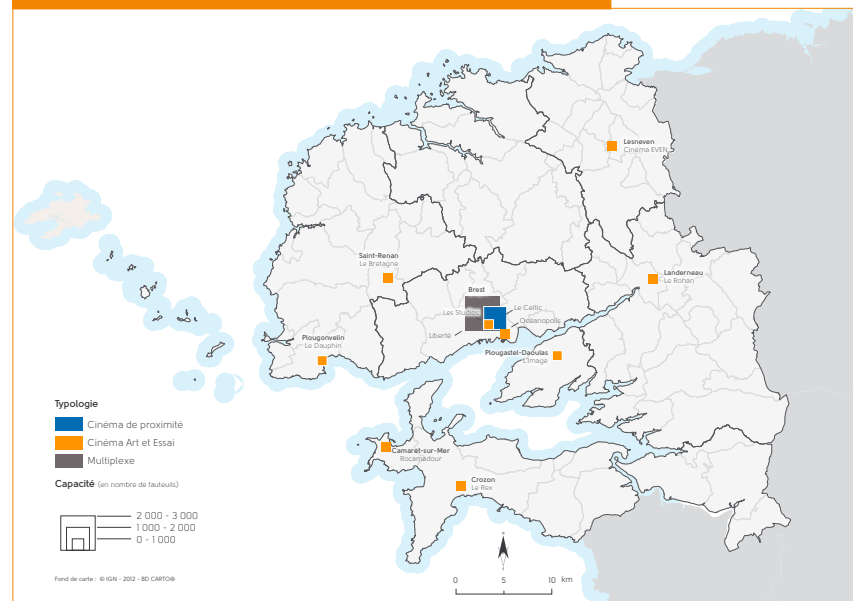 Lesneven
Cinéma EVEN
Saint-Renan
Le Bretagne
Landerneau
Le Rohan
Brest
Les Studios
Le Celtic
Océanopolis
Liberté
Plougonvelin
Le Dauphin
Plougastel-Daoulas
L'Image
Typologie
Cinéma de proximité
Cinéma Art et Essai
Multiplexe
Capacité (en nombre de fauteuils)
2 000 - 3 000
1 000 - 2 000
0 - 1 000
Camaret-sur-Mer
Rocamadour
Crozon
Le Rex
N
0 5 10 km
Fond de carte : © IGN - 2012 - BD CARTO®